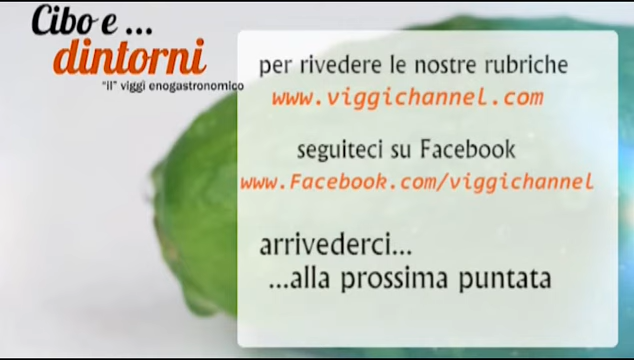 Cibo e ...
dintorni
"il" viggì enogastronomico
per rivedere le nostre rubriche
www.viggichannel.com
seguiteci su Facebook
www.Facebook.com/viggichannel
arrivederci...
...alla prossima puntata